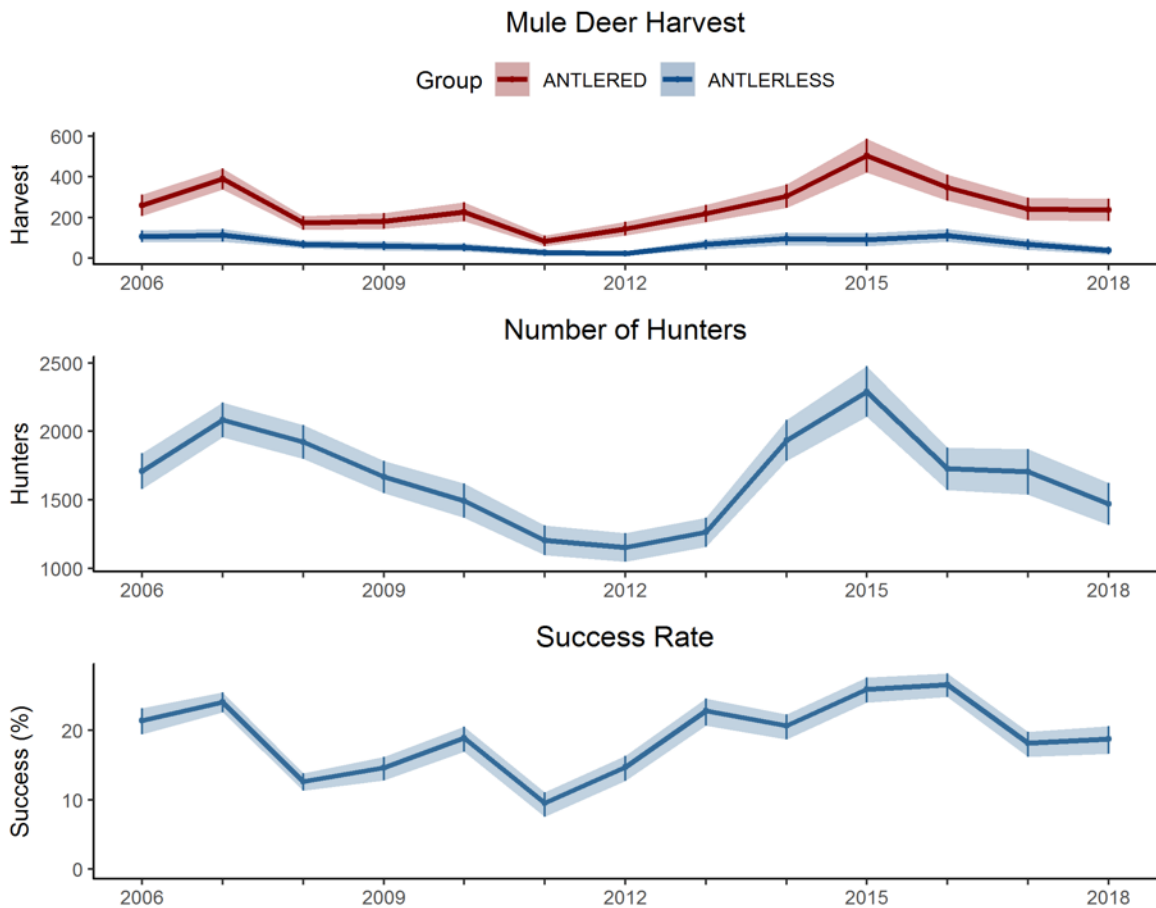 Mule Deer Harvest
Group ANTLERED ANTLERLESS
Harvest
600
400
200
0
2006 2009 2012 2015 2018
Number of Hunters
Hunters
2500
2000
1500
1000
2006 2009 2012 2015 2018
Success Rate
Success (%)
20
10
0
2006 2009 2012 2015 2018